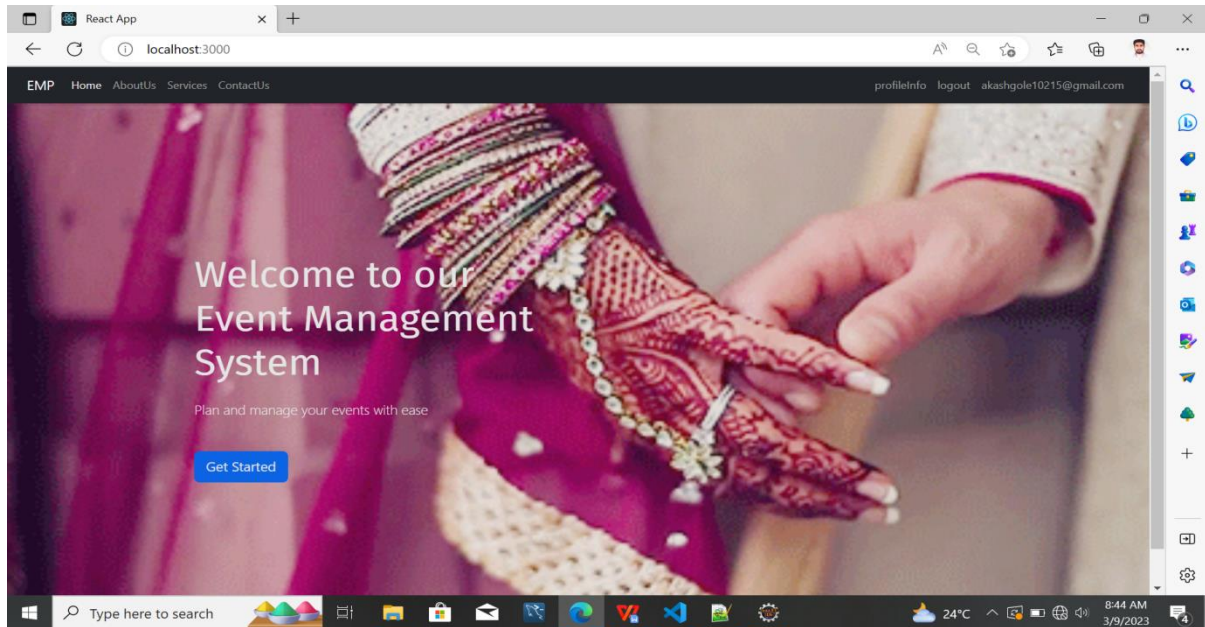 React App
localhost:3000
EMP Home AboutUs Services ContactUs profileInfo logout akashgole10215@gmail.com
Welcome to our
Event Management
System
Plan and manage your events with ease
Get Started
Type here to search
24°C
8:44 AM
3/9/2023
4